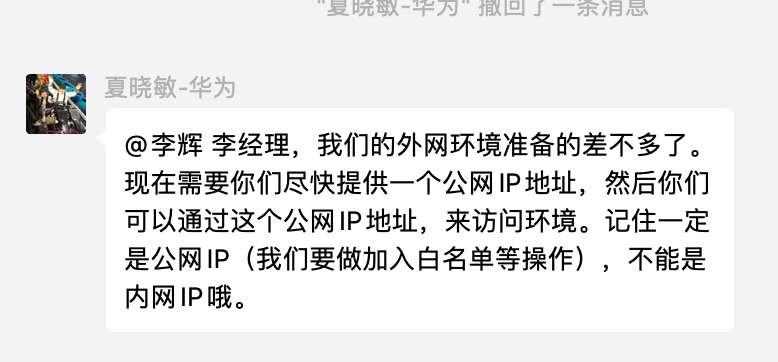 "夏晓敏-华为" 撤回了一条消息
夏晓敏-华为
@李辉 李经理，我们的外网环境准备的差不多了。
现在需要你们尽快提供一个公网IP地址，然后你们
可以通过这个公网IP地址，来访问环境。记住一定
是公网IP（我们要做加入白名单等操作），不能是
内网IP哦。